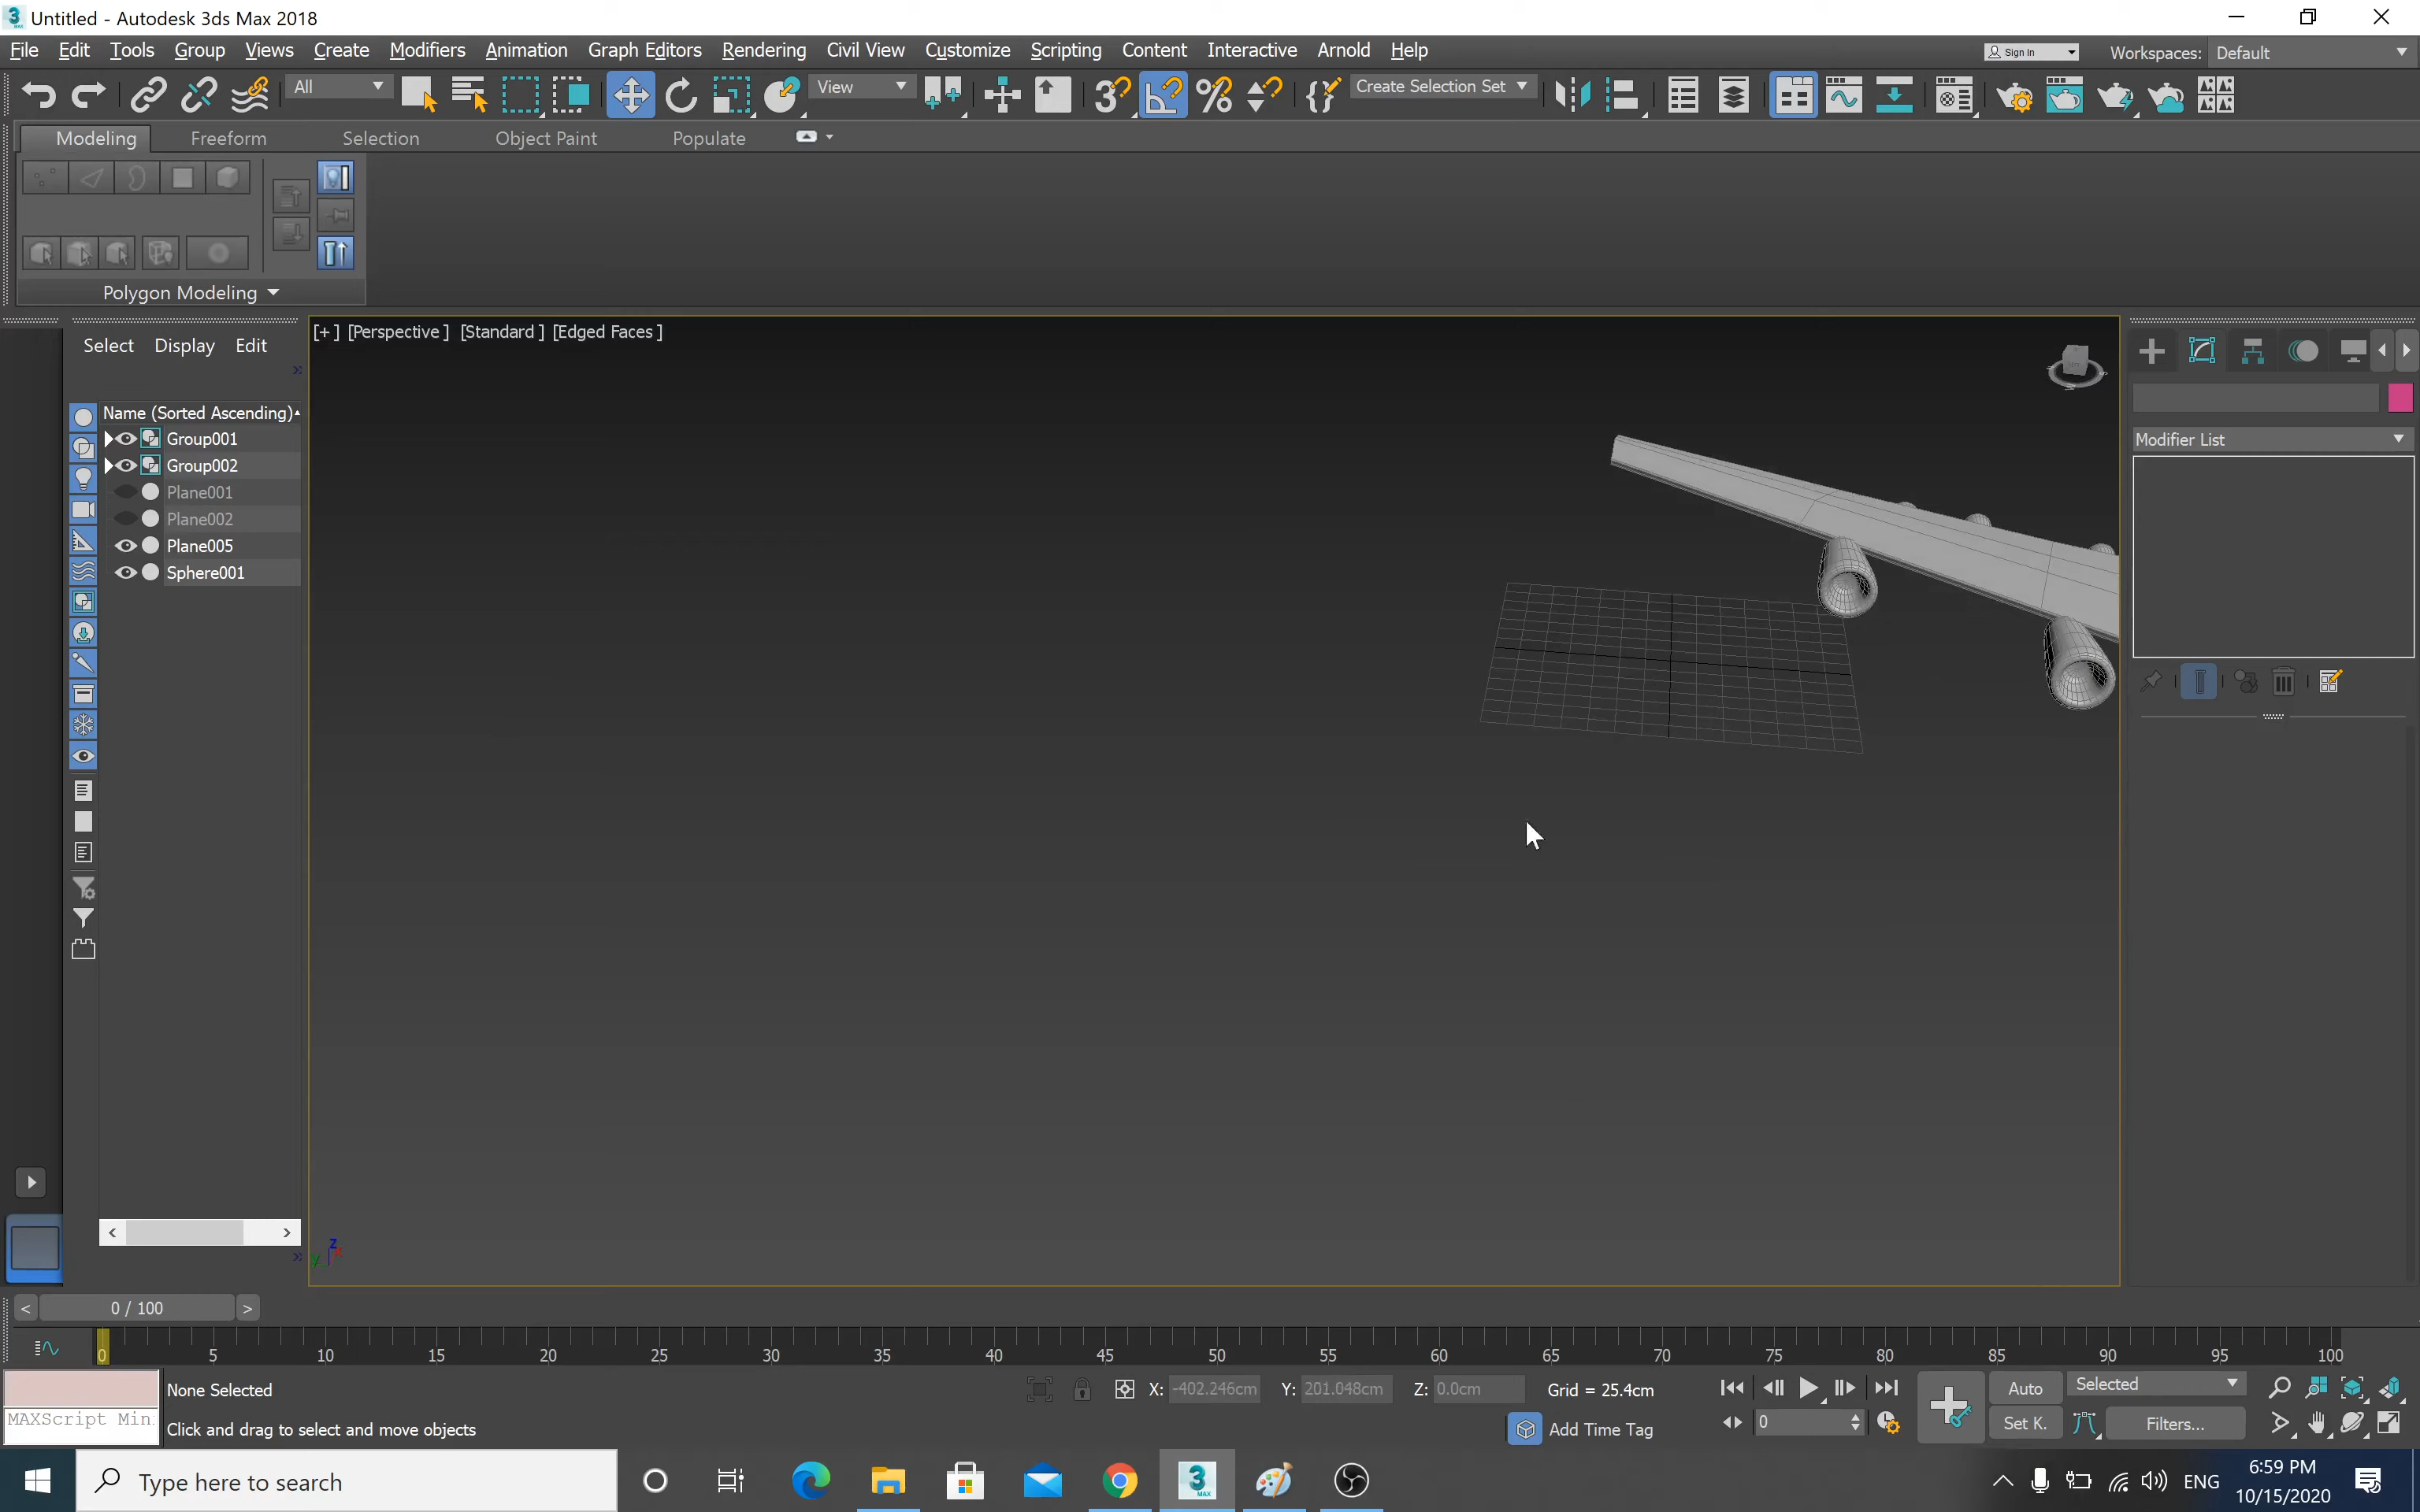 Untitled - Autodesk 3ds Max 2018
File Edit Tools Group Views Create Modifiers Animation Graph Editors Rendering Civil View Customize Scripting Content Interactive Arnold Help
Sign In
Workspaces: Default
All
View
Create Selection Set
Modeling Freeform Selection Object Paint Populate
Polygon Modeling
Select Display Edit
[+] [Perspective] [Standard] [Edged Faces]
Name (Sorted Ascending)
Group001
Group002
Plane001
Plane002
Plane005
Sphere001
Modifier List
z
x
y
0 / 100
0 5 10 15 20 25 30 35 40 45 50 55 60 65 70 75 80 85 90 95 100
None Selected
X: -402.246cm Y: 201.048cm Z: 0.0cm Grid = 25.4cm
Auto Selected
MAXScript Min
Click and drag to select and move objects
Add Time Tag
0
Set K. Filters...
Type here to search
3
MAX
ENG
6:59 PM
10/15/2020